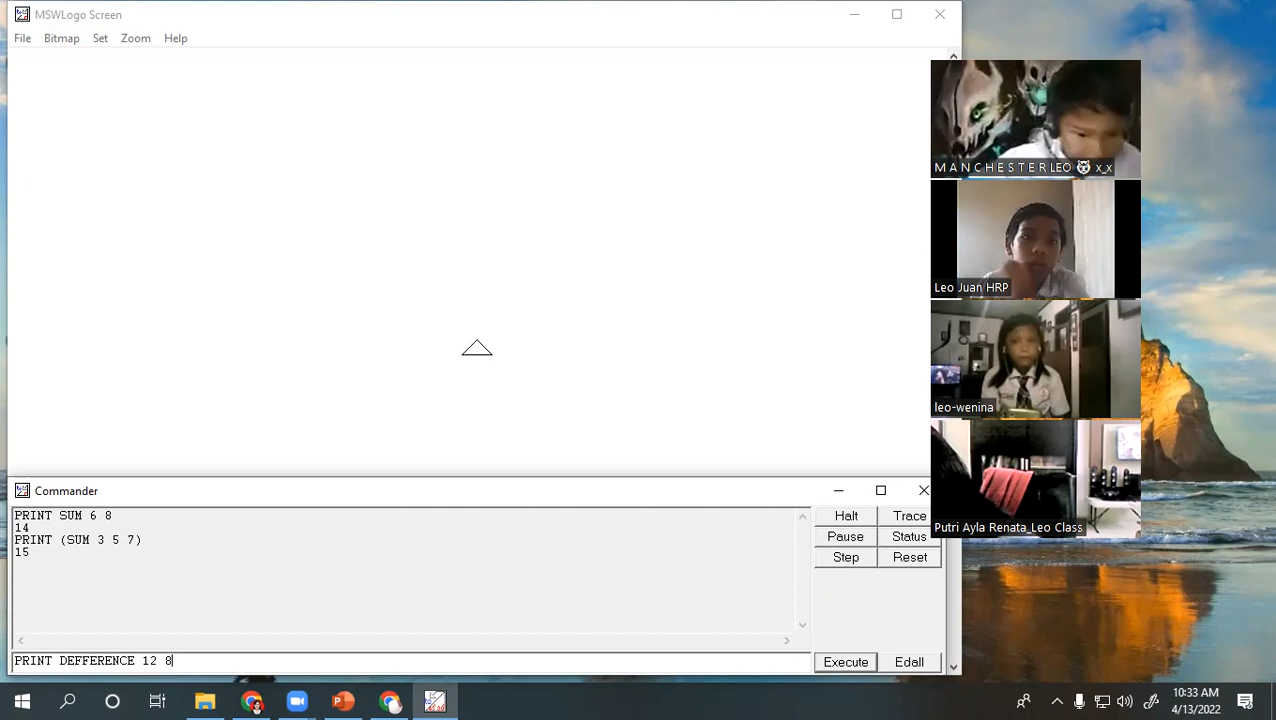 MSWLogo Screen
File Bitmap Set Zoom Help
M A N C H E S T E R LEO 🐱 x_x
Leo Juan HRP
leo-wenina
Putri Ayla Renata_Leo Class
Commander
PRINT SUM 6 8
14
PRINT (SUM 3 5 7)
15
Halt Trace
Pause Status
Step Reset
PRINT DEFFERENCE 12 8
Execute Edall
10:33 AM
4/13/2022